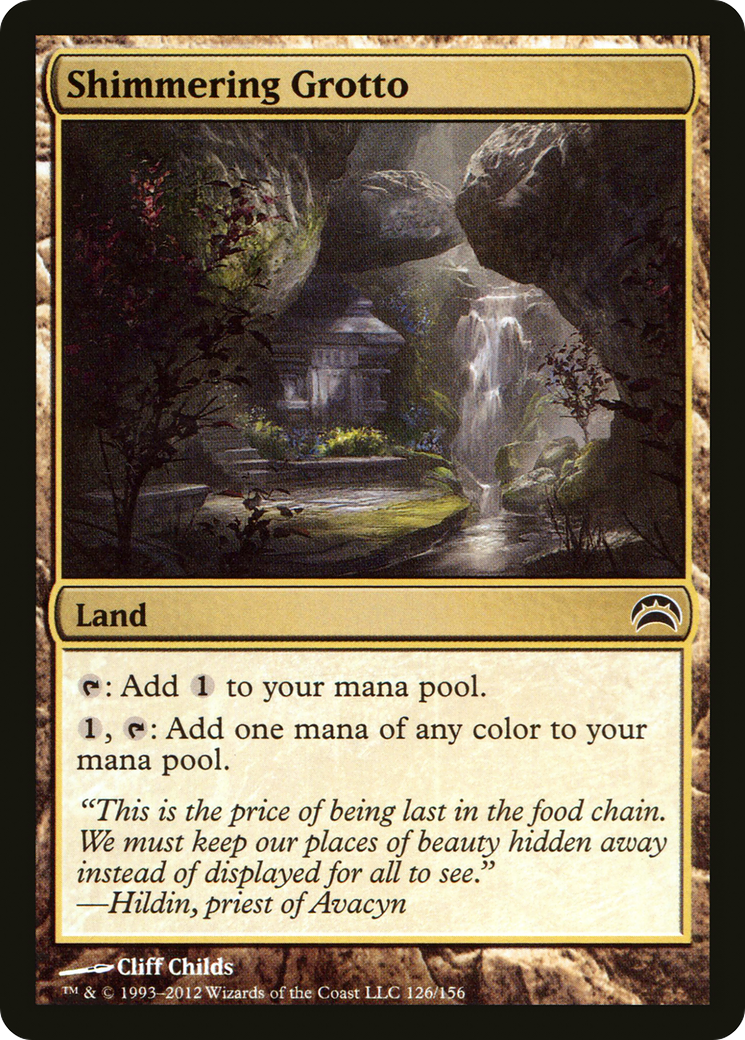 Shimmering Grotto
Land
: Add 1 to your mana pool.
1, : Add one mana of any color to your
mana pool.
“This is the price of being last in the food chain.
We must keep our places of beauty hidden away
instead of displayed for all to see.”
—Hildin, priest of Avacyn
Cliff Childs
™ & © 1993–2012 Wizards of the Coast LLC 126/156